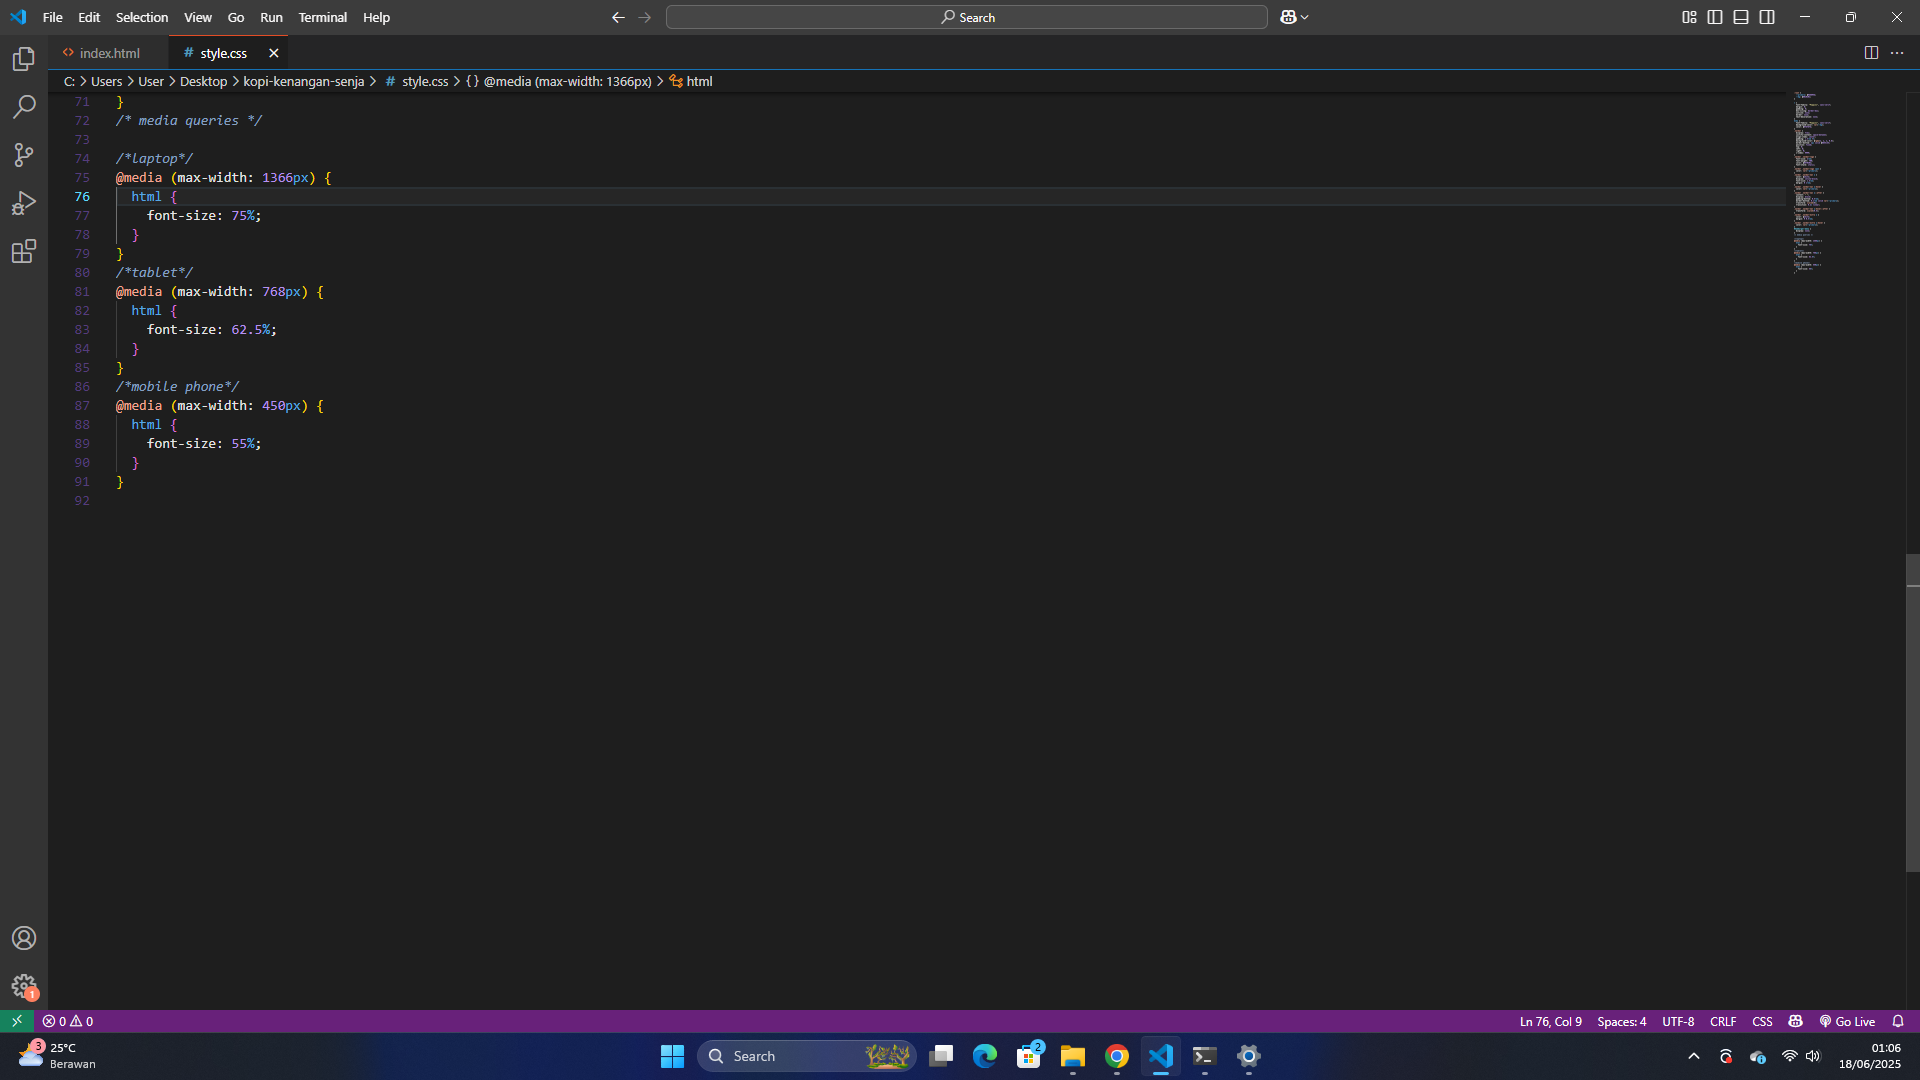 File Edit Selection View Go Run Terminal Help
Search
index.html
style.css
C: > Users > User > Desktop > kopi-kenangan-senja > # style.css > {} @media (max-width: 1366px) > html
71 }
72 /* media queries */
73
74 /*laptop*/
75 @media (max-width: 1366px) {
76 html {
77 font-size: 75%;
78 }
79 }
80 /*tablet*/
81 @media (max-width: 768px) {
82 html {
83 font-size: 62.5%;
84 }
85 }
86 /*mobile phone*/
87 @media (max-width: 450px) {
88 html {
89 font-size: 55%;
90 }
91 }
92
1
0 0
Ln 76, Col 9 Spaces: 4 UTF-8 CRLF CSS Go Live
3
25°C
Berawan
Search
2
01:06
18/06/2025